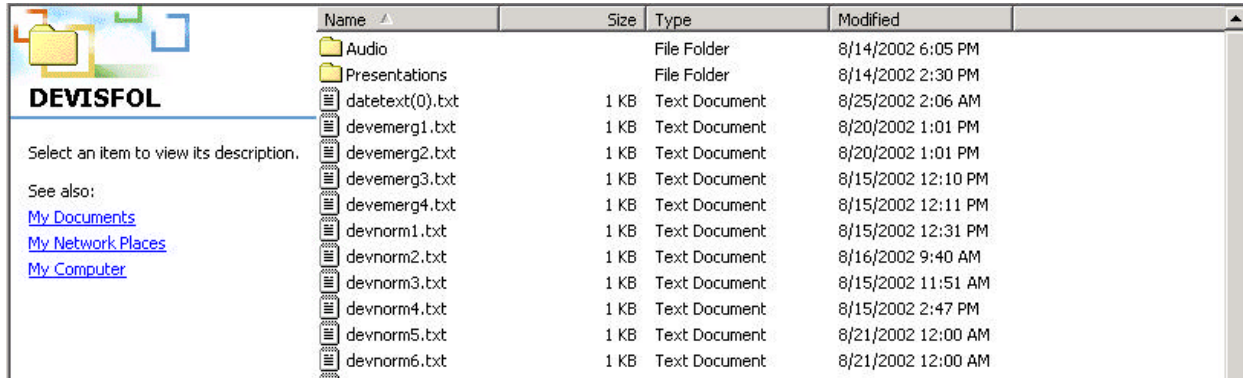 Name Size Type Modified
Audio File Folder 8/14/2002 6:05 PM
Presentations File Folder 8/14/2002 2:30 PM
DEVISFOL
datetext(0).txt 1 KB Text Document 8/25/2002 2:06 AM
devemerg1.txt 1 KB Text Document 8/20/2002 1:01 PM
Select an item to view its description.
devemerg2.txt 1 KB Text Document 8/20/2002 1:01 PM
devemerg3.txt 1 KB Text Document 8/15/2002 12:10 PM
See also:
devemerg4.txt 1 KB Text Document 8/15/2002 12:11 PM
My Documents
devnorm1.txt 1 KB Text Document 8/15/2002 12:31 PM
My Network Places
devnorm2.txt 1 KB Text Document 8/16/2002 9:40 AM
My Computer
devnorm3.txt 1 KB Text Document 8/15/2002 11:51 AM
devnorm4.txt 1 KB Text Document 8/15/2002 2:47 PM
devnorm5.txt 1 KB Text Document 8/21/2002 12:00 AM
devnorm6.txt 1 KB Text Document 8/21/2002 12:00 AM